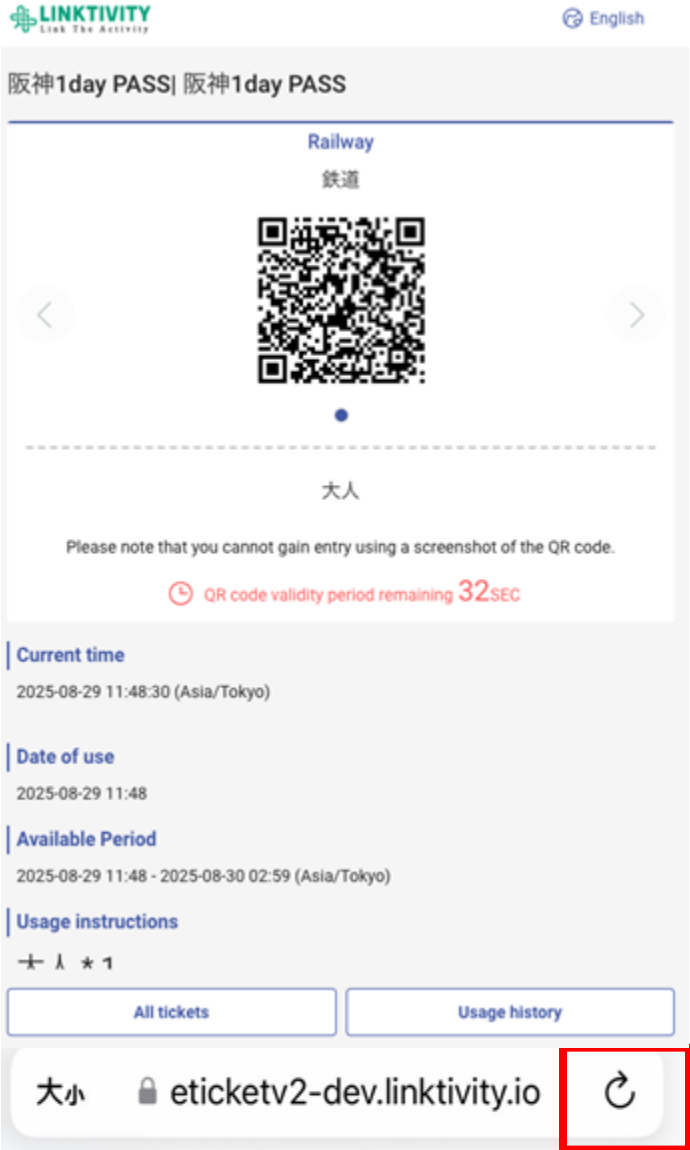 LINKTIVITY
Link The Activity
English
阪神1day PASS| 阪神1day PASS
Railway
鉄道
大人
Please note that you cannot gain entry using a screenshot of the QR code.
QR code validity period remaining 32SEC
Current time
2025-08-29 11:48:30 (Asia/Tokyo)
Date of use
2025-08-29 11:48
Available Period
2025-08-29 11:48 - 2025-08-30 02:59 (Asia/Tokyo)
Usage instructions
大人 * 1
All tickets
Usage history
大小 eticketv2-dev.linktivity.io